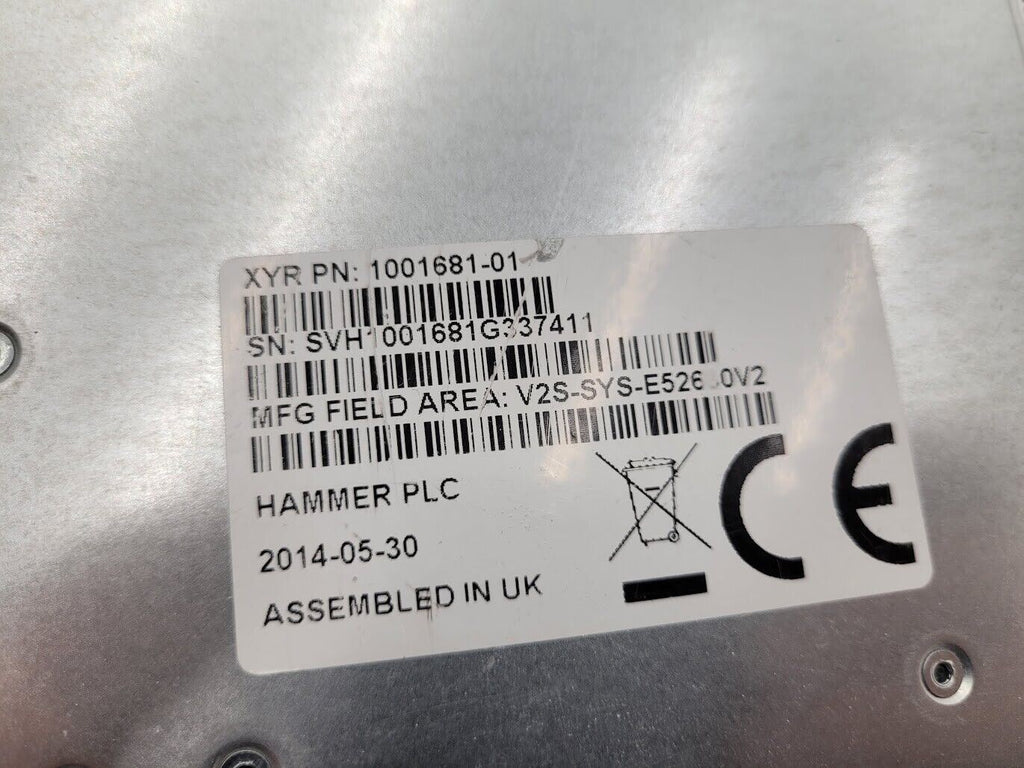 XYR PN: 1001681-01
SN: SVH1001681G337411
MFG FIELD AREA:
HAMMER PLC
2014-05-30
ASSEMBLED IN UK
CE